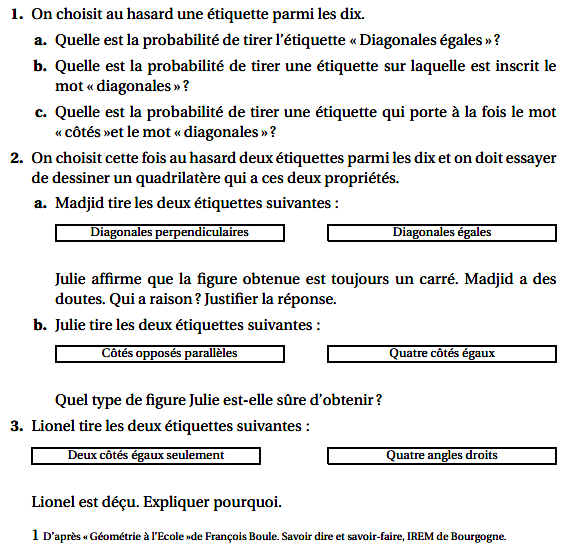 1. On choisit au hasard une étiquette parmi les dix.
a. Quelle est la probabilité de tirer l'étiquette « Diagonales égales » ?
b. Quelle est la probabilité de tirer une étiquette sur laquelle est inscrit le
mot « diagonales » ?
c. Quelle est la probabilité de tirer une étiquette qui porte à la fois le mot
« côtés »et le mot « diagonales » ?
2. On choisit cette fois au hasard deux étiquettes parmi les dix et on doit essayer
de dessiner un quadrilatère qui a ces deux propriétés.
a. Madjid tire les deux étiquettes suivantes :
Diagonales perpendiculaires Diagonales égales
Julie affirme que la figure obtenue est toujours un carré. Madjid a des
doutes. Qui a raison ? Justifier la réponse.
b. Julie tire les deux étiquettes suivantes :
Côtés opposés parallèles Quatre côtés égaux
Quel type de figure Julie est-elle sûre d'obtenir ?
3. Lionel tire les deux étiquettes suivantes :
Deux côtés égaux seulement Quatre angles droits
Lionel est déçu. Expliquer pourquoi.
1 D'après « Géométrie à l'Ecole »de François Boule. Savoir dire et savoir-faire, IREM de Bourgogne.